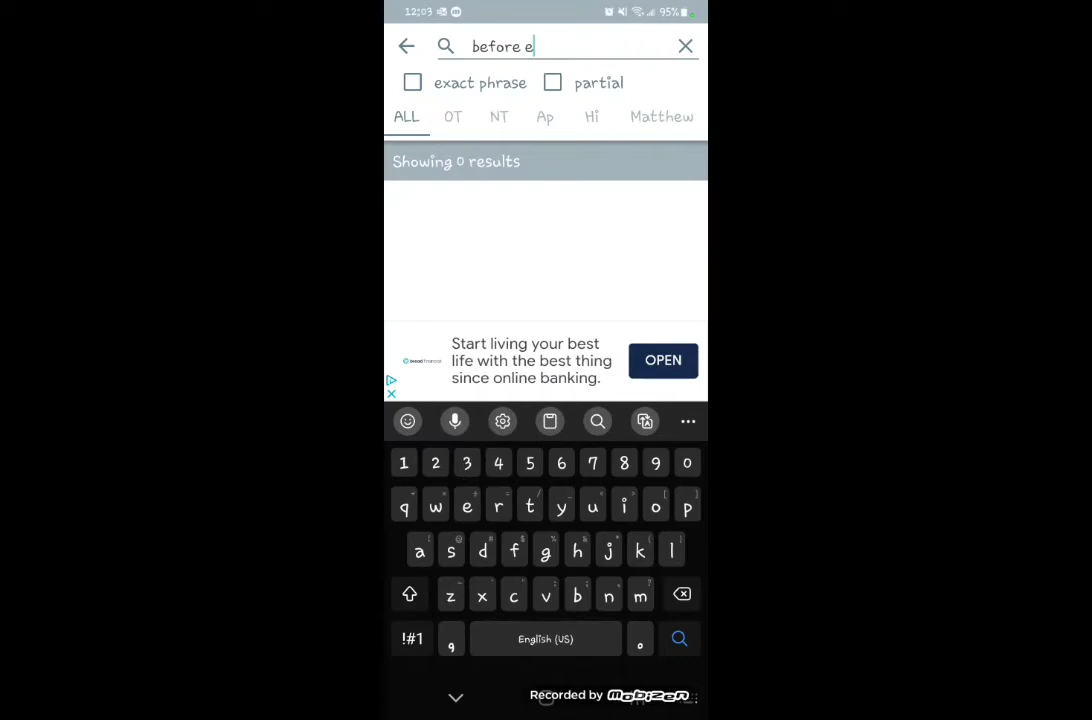 12:03 95%
before e
exact phrase partial
ALL OT NT Ap Hi Matthew
Showing 0 results
Start living your best
life with the best thing
since online banking.
OPEN
1 2 3 4 5 6 7 8 9 0
q w e r t y u i o p
a s d f g h j k l
z x c v b n m
!#1 , English (US) .
Recorded by Mobizen